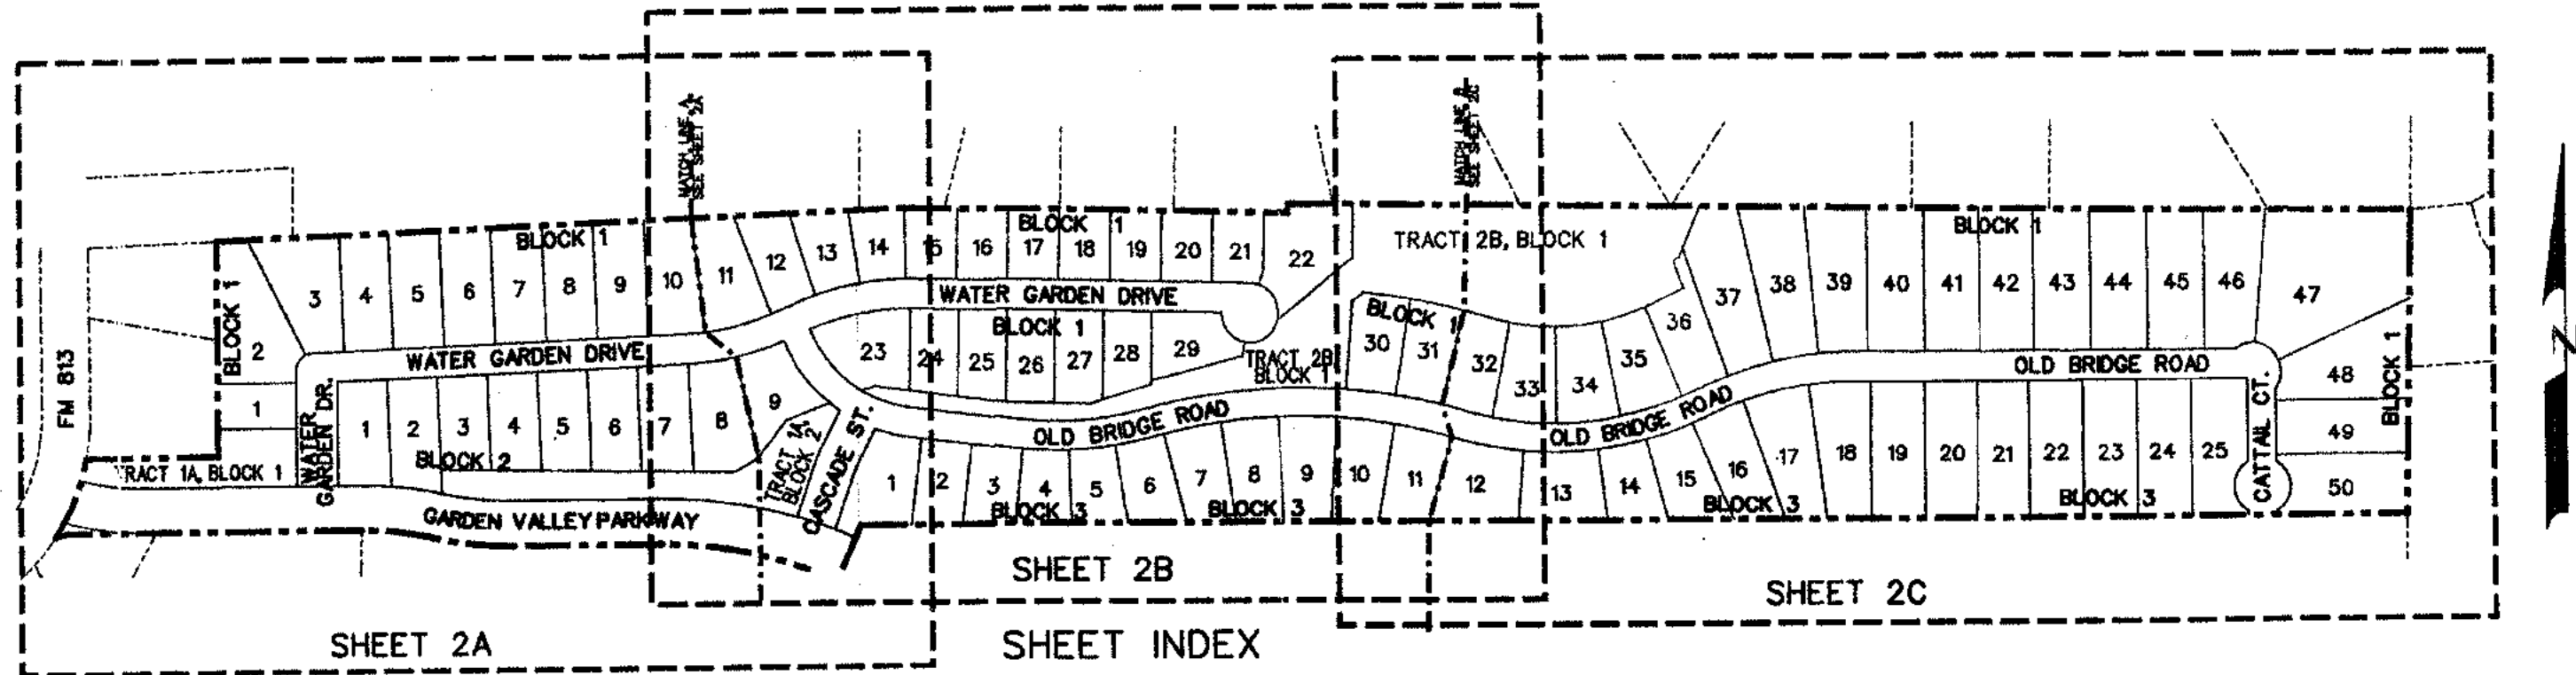 MATCH LINE A
SEE SHEET 2A
MATCH LINE B
SEE SHEET 2C
BLOCK 1
BLOCK 1
BLOCK 1
TRACT 2B, BLOCK 1
3 4 5 6 7 8 9 10 11 12 13 14 15 16 17 18 19 20 21 22
37 38 39 40 41 42 43 44 45 46 47
WATER GARDEN DRIVE
BLOCK 1
BLOCK 1
2
1
BLOCK 1
WATER GARDEN DRIVE
23 24 25 26 27 28 29
TRACT 2B
BLOCK 1
30 31 32 33 34 35 36
OLD BRIDGE ROAD
48
49
50
BLOCK 1
FM 813
WATER
GARDEN DR.
1 2 3 4 5 6 7 8 9
BLOCK 2
TRACT 1A,
BLOCK 2
CASCADE ST.
OLD BRIDGE ROAD
OLD BRIDGE ROAD
CATTAIL CT.
TRACT 1A, BLOCK 1
1 2 3 4 5 6 7 8 9 10 11 12 13 14 15 16 17 18 19 20 21 22 23 24 25
BLOCK 3
BLOCK 3
BLOCK 3
BLOCK 3
GARDEN VALLEY PARKWAY
N
SHEET 2B
SHEET 2C
SHEET 2A
SHEET INDEX